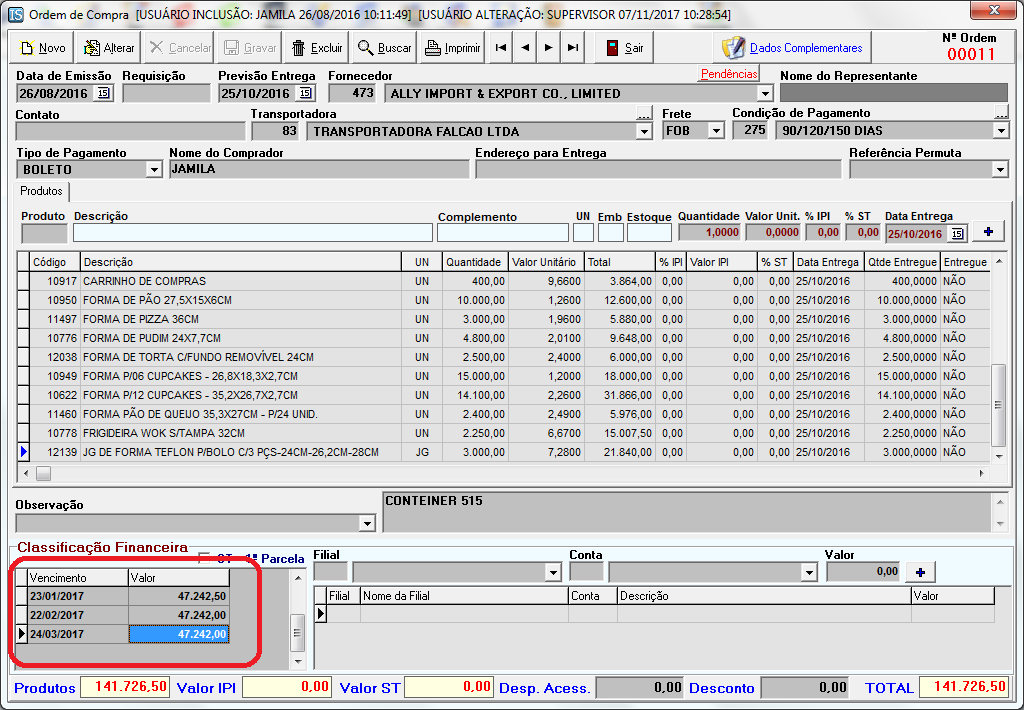 IS Ordem de Compra [USUÁRIO INCLUSÃO: JAMILA 26/08/2016 10:11:49] [USUÁRIO ALTERAÇÃO: SUPERVISOR 07/11/2017 10:28:54]
Novo Alterar Cancelar Gravar Excluir Buscar Imprimir Sair Dados Complementares Nº Ordem
00011
Data de Emissão Requisição Previsão Entrega Fornecedor Pendências Nome do Representante
26/08/2016 15 25/10/2016 15 473 ALLY IMPORT & EXPORT CO., LIMITED
Contato Transportadora ... Frete Condição de Pagamento ...
83 TRANSPORTADORA FALCAO LTDA FOB 275 90/120/150 DIAS
Tipo de Pagamento Nome do Comprador Endereço para Entrega Referência Permuta
BOLETO JAMILA
Produtos
Produto Descrição Complemento UN Emb Estoque Quantidade Valor Unit. % IPI % ST Data Entrega
1,0000 0,0000 0,00 0,00 25/10/2016 15 +
Código Descrição UN Quantidade Valor Unitário Total % IPI Valor IPI % ST Data Entrega Qtde Entregue Entregue
10917 CARRINHO DE COMPRAS UN 400,00 9,6600 3.864,00 0,00 0,00 0,00 25/10/2016 400,0000 NÃO
10950 FORMA DE PÃO 27,5X15X6CM UN 10.000,00 1,2600 12.600,00 0,00 0,00 0,00 25/10/2016 10.000,0000 NÃO
11497 FORMA DE PIZZA 36CM UN 3.000,00 1,9600 5.880,00 0,00 0,00 0,00 25/10/2016 3.000,0000 NÃO
10776 FORMA DE PUDIM 24X7,7CM UN 4.800,00 2,0100 9.648,00 0,00 0,00 0,00 25/10/2016 4.800,0000 NÃO
12038 FORMA DE TORTA C/FUNDO REMOVÍVEL 24CM UN 2.500,00 2,4000 6.000,00 0,00 0,00 0,00 25/10/2016 2.500,0000 NÃO
10949 FORMA P/06 CUPCAKES - 26,8X18,3X2,7CM UN 15.000,00 1,2000 18.000,00 0,00 0,00 0,00 25/10/2016 15.000,0000 NÃO
10622 FORMA P/12 CUPCAKES - 35,2X26,7X2,7CM UN 14.100,00 2,2600 31.866,00 0,00 0,00 0,00 25/10/2016 14.100,0000 NÃO
11460 FORMA PÃO DE QUEIJO 35,3X27CM - P/24 UNID. UN 2.400,00 2,4900 5.976,00 0,00 0,00 0,00 25/10/2016 2.400,0000 NÃO
10778 FRIGIDEIRA WOK S/TAMPA 32CM UN 2.250,00 6,6700 15.007,50 0,00 0,00 0,00 25/10/2016 2.250,0000 NÃO
12139 JG DE FORMA TEFLON P/BOLO C/3 PÇS-24CM-26,2CM-28CM JG 3.000,00 7,2800 21.840,00 0,00 0,00 0,00 25/10/2016 3.000,0000 NÃO
Observação CONTEINER 515
Classificação Financeira ST - 1ª Parcela Filial Conta Valor
0,00 +
Vencimento Valor
23/01/2017 47.242,50
22/02/2017 47.242,00
24/03/2017 47.242,00
Filial Nome da Filial Conta Descrição Valor
Produtos 141.726,50 Valor IPI 0,00 Valor ST 0,00 Desp. Acess. 0,00 Desconto 0,00 TOTAL 141.726,50